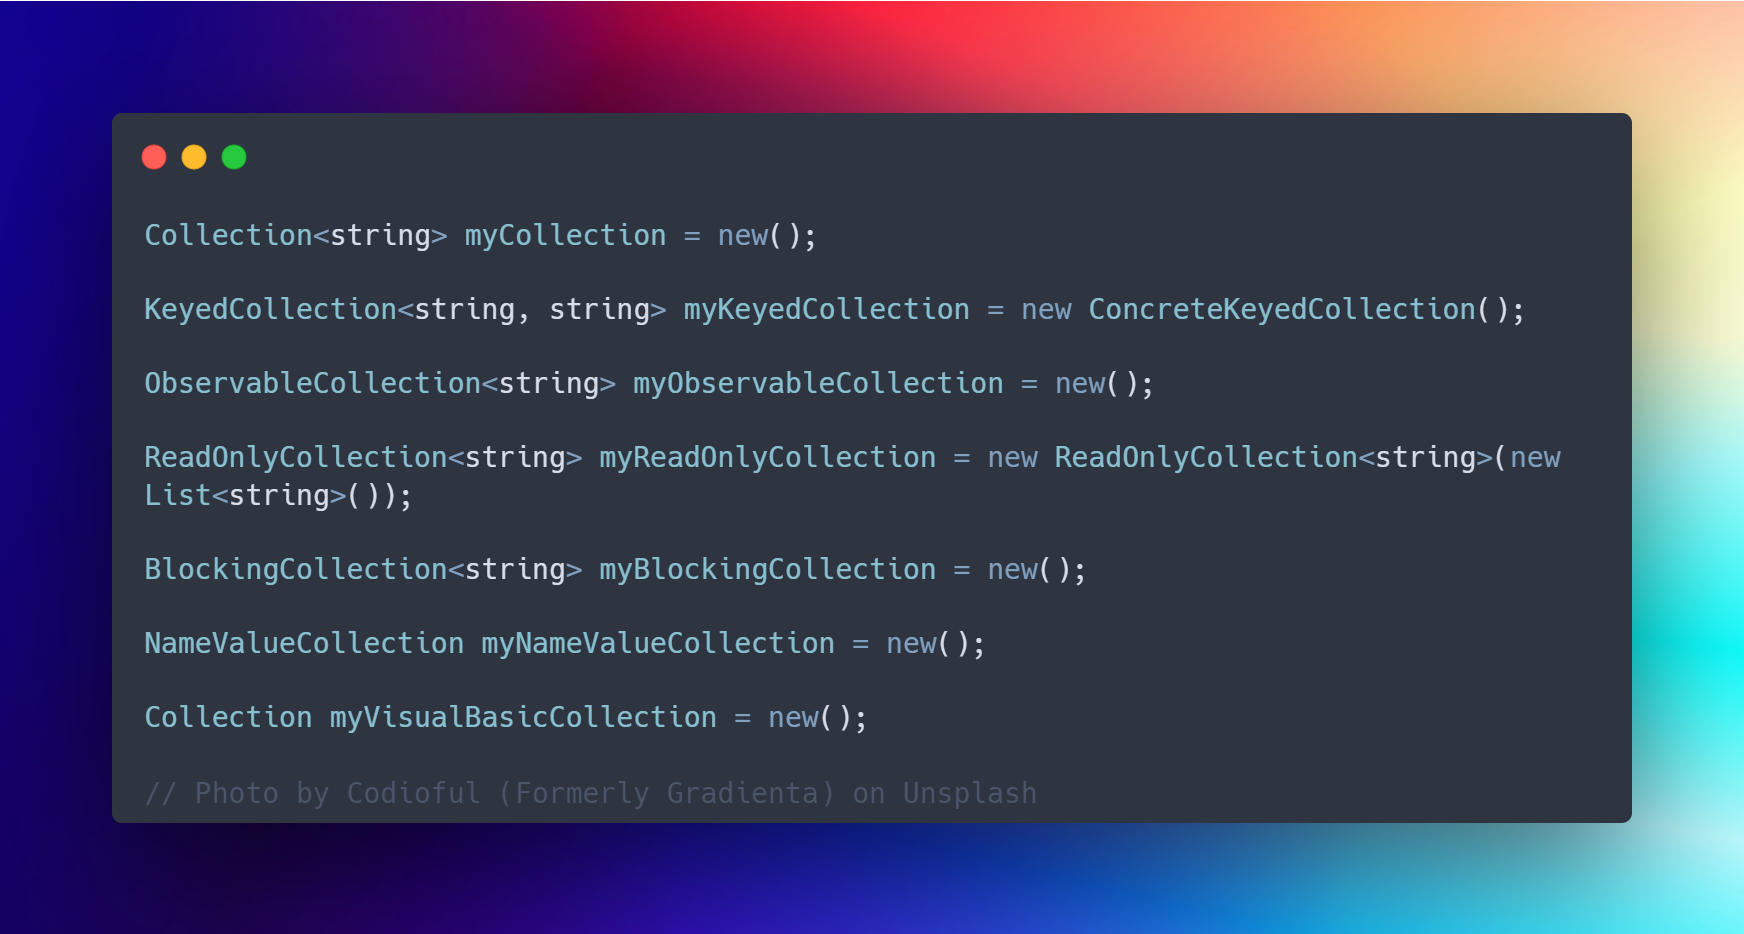 Collection<string> myCollection = new();
KeyedCollection<string, string> myKeyedCollection = new ConcreteKeyedCollection();
ObservableCollection<string> myObservableCollection = new();
ReadOnlyCollection<string> myReadOnlyCollection = new ReadOnlyCollection<string>(new
List<string>());
BlockingCollection<string> myBlockingCollection = new();
NameValueCollection myNameValueCollection = new();
Collection myVisualBasicCollection = new();
// Photo by Codioful (Formerly Gradienta) on Unsplash